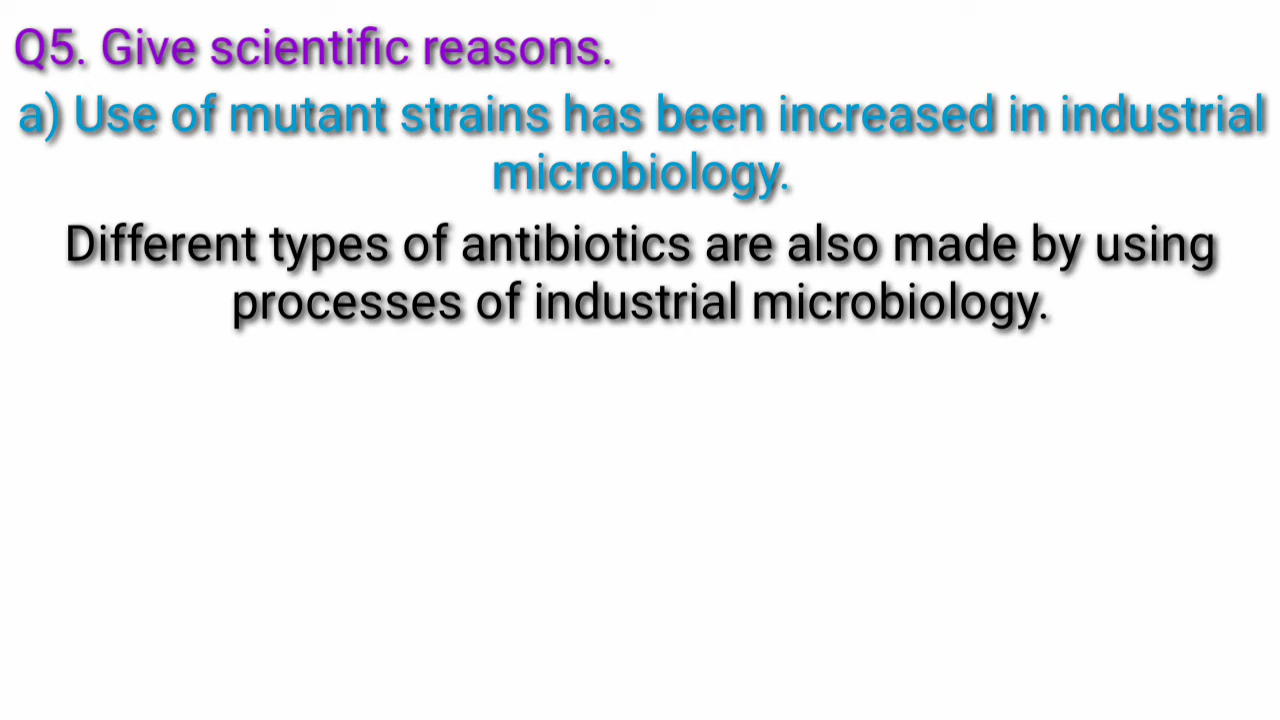 Q5. Give scientific reasons.
a) Use of mutant strains has been increased in industrial
microbiology.
Different types of antibiotics are also made by using
processes of industrial microbiology.